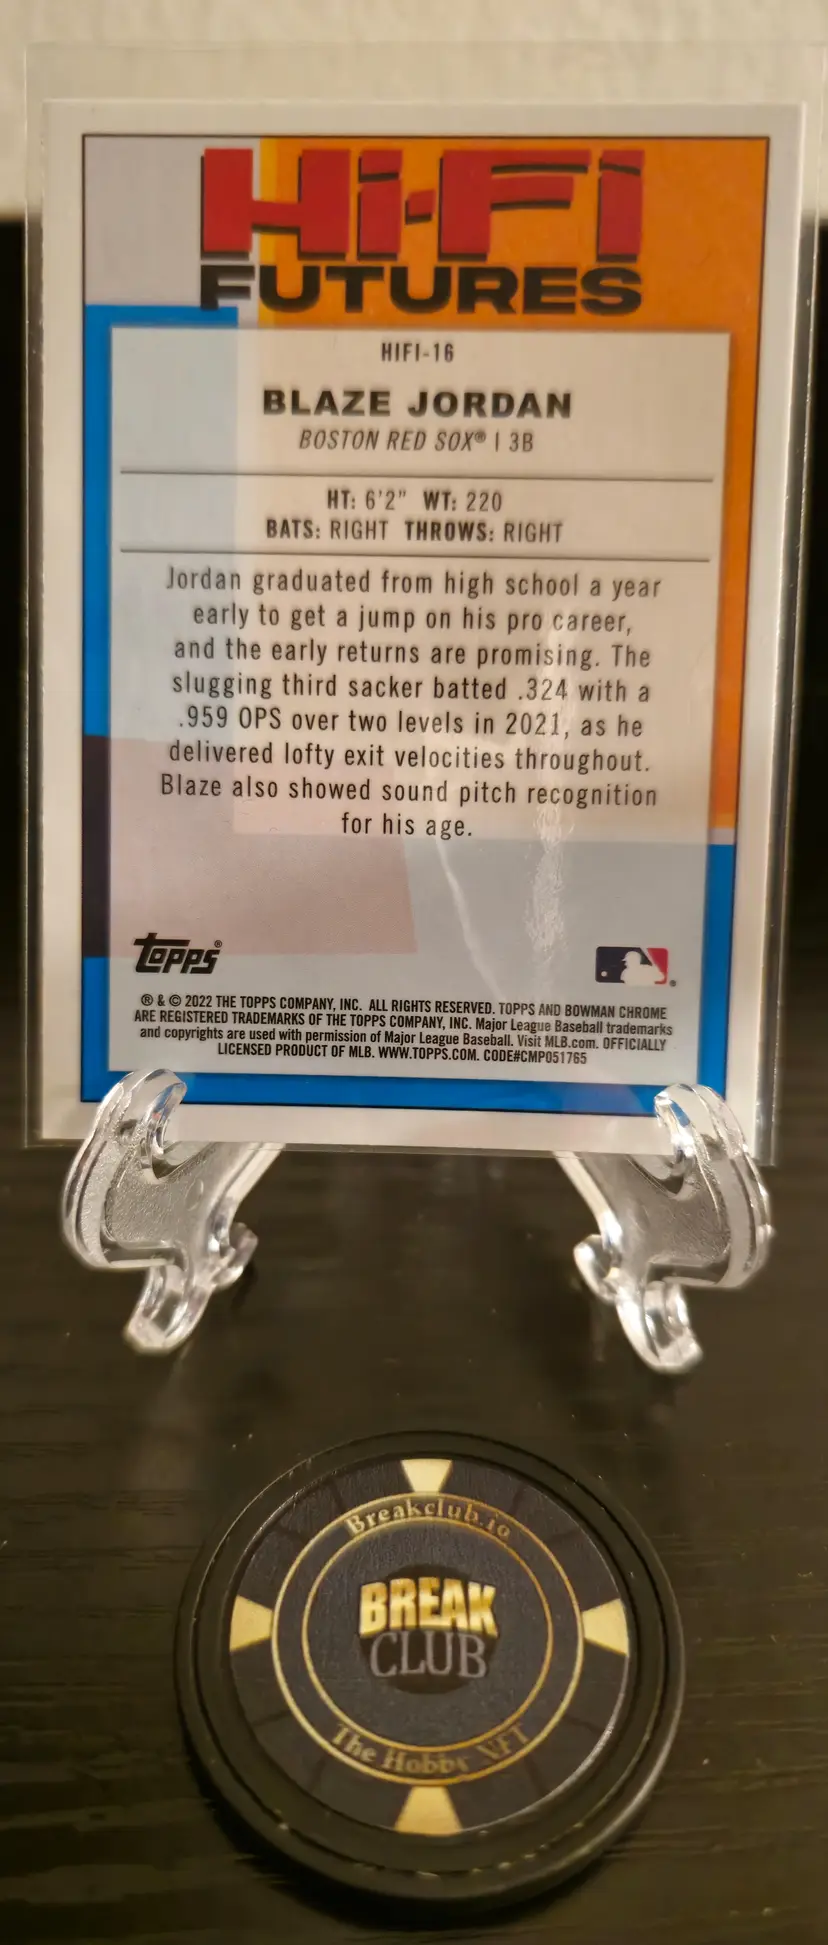 Hi-Fi
FUTURES
HIFI-16
BLAZE JORDAN
BOSTON RED SOX® | 3B
HT: 6'2" WT: 220
BATS: RIGHT THROWS: RIGHT
Jordan graduated from high school a year
early to get a jump on his pro career,
and the early returns are promising. The
slugging third sacker batted .324 with a
.959 OPS over two levels in 2021, as he
delivered lofty exit velocities throughout.
Blaze also showed sound pitch recognition
for his age.
Topps®
® & © 2022 THE TOPPS COMPANY, INC. ALL RIGHTS RESERVED. TOPPS AND BOWMAN CHROME
ARE REGISTERED TRADEMARKS OF THE TOPPS COMPANY, INC. Major League Baseball trademarks
and copyrights are used with permission of Major League Baseball. Visit MLB.com. OFFICIALLY
LICENSED PRODUCT OF MLB. WWW.TOPPS.COM. CODE#CMP051765
Breakclub.io
BREAK
CLUB
The Hobby NFT